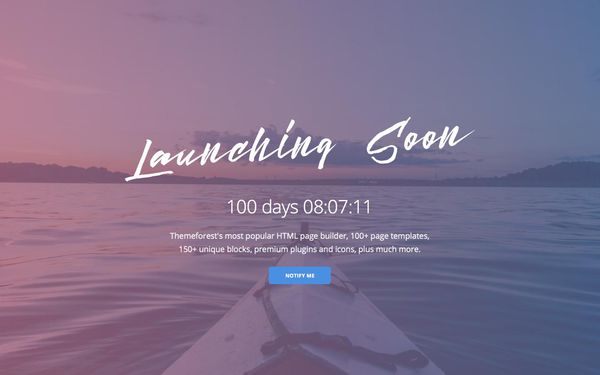 Launching Soon
100 days 08:07:11
Themeforest's most popular HTML page builder, 100+ page templates,
150+ unique blocks, premium plugins and icons, plus much more.
NOTIFY ME